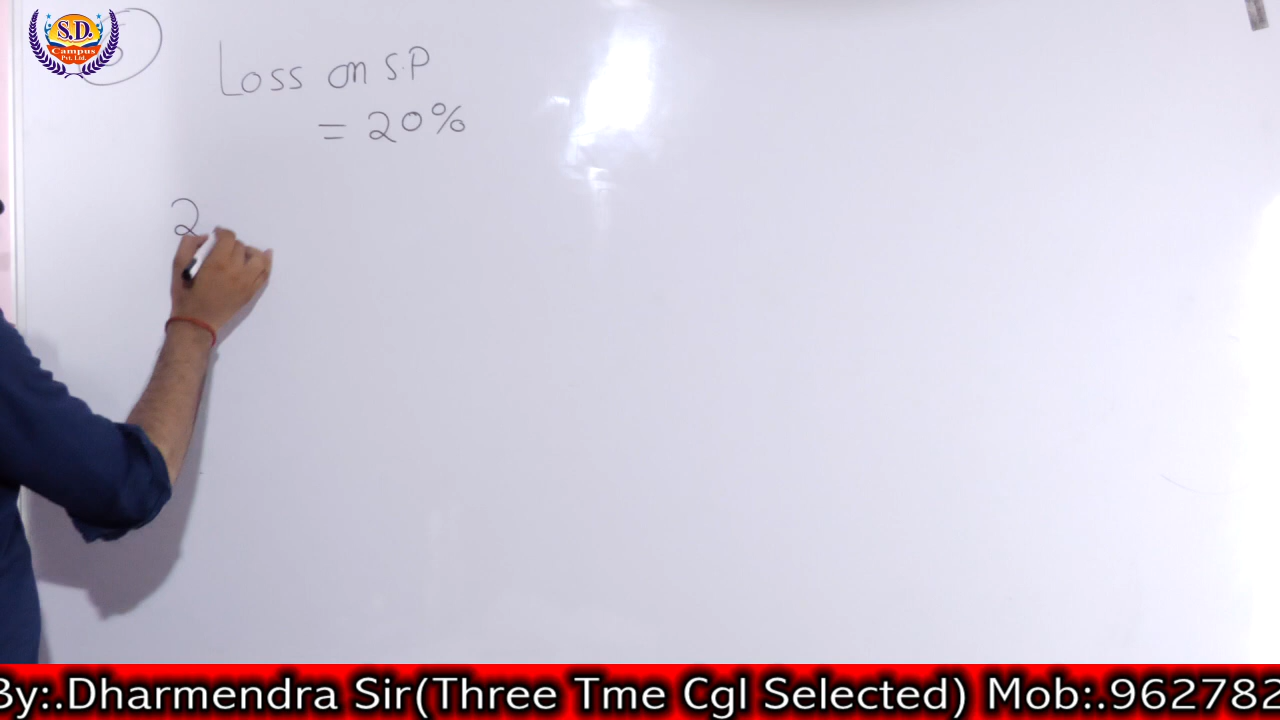 S.D.
Campus
Pvt. Ltd.
Loss on S.P
= 20%
2
By:.Dharmendra Sir(Three Tme Cgl Selected) Mob:.962782